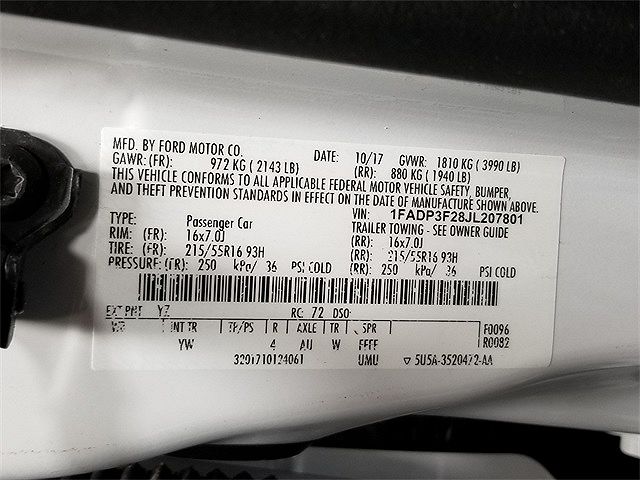 MFD. BY FORD MOTOR CO. DATE: 10/17 GVWR: 1810 KG ( 3990 LB)
GAWR: (FR): 972 KG ( 2143 LB) (RR): 880 KG ( 1940 LB)
THIS VEHICLE CONFORMS TO ALL APPLICABLE FEDERAL MOTOR VEHICLE SAFETY, BUMPER,
AND THEFT PREVENTION STANDARDS IN EFFECT ON THE DATE OF MANUFACTURE SHOWN ABOVE.
VIN: 1FADP3F28JL207801
TYPE: Passenger Car TRAILER TOWING - SEE OWNER GUIDE
RIM: (FR): 16x7.0J (RR): 16x7.0J
TIRE: (FR): 215/55R16 93H (RR): 215/55R16 93H
PRESSURE: (FR): 250 kPa/ 36 PSI COLD (RR): 250 kPa/ 36 PSI COLD
EXT PNT YZ RC: 72 DSO:
WB INT TR TP/PS R AXLE TR SPR F0096
YW 4 AU W FFFF R0082
3201710124061 UMU ▽ 5U5A-3520472-AA